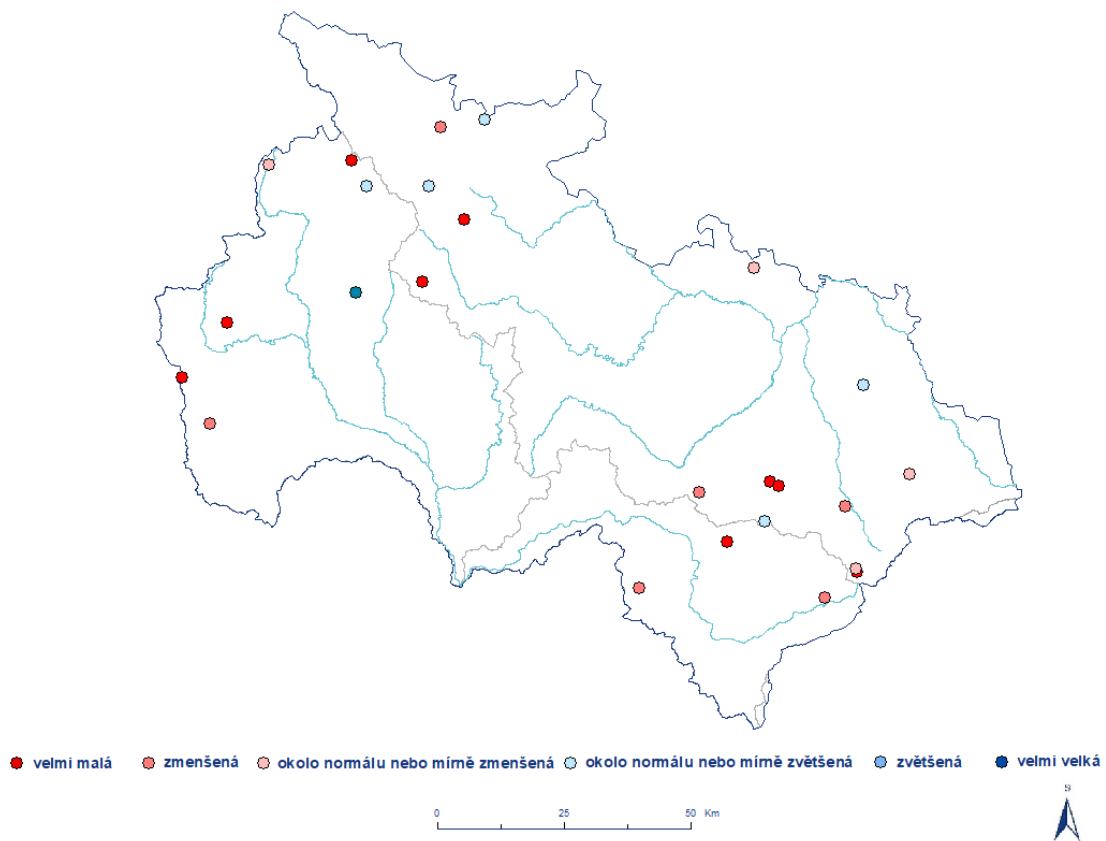 velmi malá zmenšená okolo normálu nebo mírně zmenšená okolo normálu nebo mírně zvětšená zvětšená velmi velká
0 25 50 Km
S